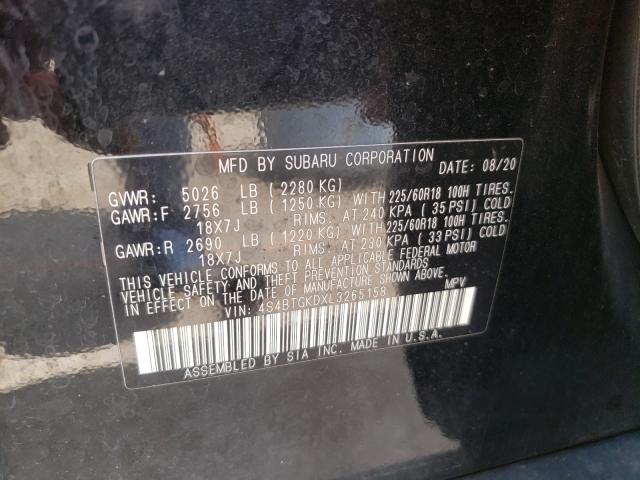 MFD BY SUBARU CORPORATION DATE: 08/20
GVWR: 5026 LB ( 2280 KG)
GAWR:F 2756 LB ( 1250 KG) WITH 225/60R18 100H TIRES.
18X7J RIMS. AT 240 KPA ( 35 PSI) COLD
GAWR:R 2690 LB ( 1220 KG) WITH 225/60R18 100H TIRES.
18X7J RIMS. AT 230 KPA ( 33 PSI) COLD
THIS VEHICLE CONFORMS TO ALL APPLICABLE FEDERAL MOTOR
VEHICLE SAFETY AND THEFT PREVENTION STANDARDS
IN EFFECT ON THE DATE OF MANUFACTURE SHOWN ABOVE.
VIN: 4S4BTGKDXL3265158 MPV
ASSEMBLED BY SIA INC. MADE IN U.S.A.